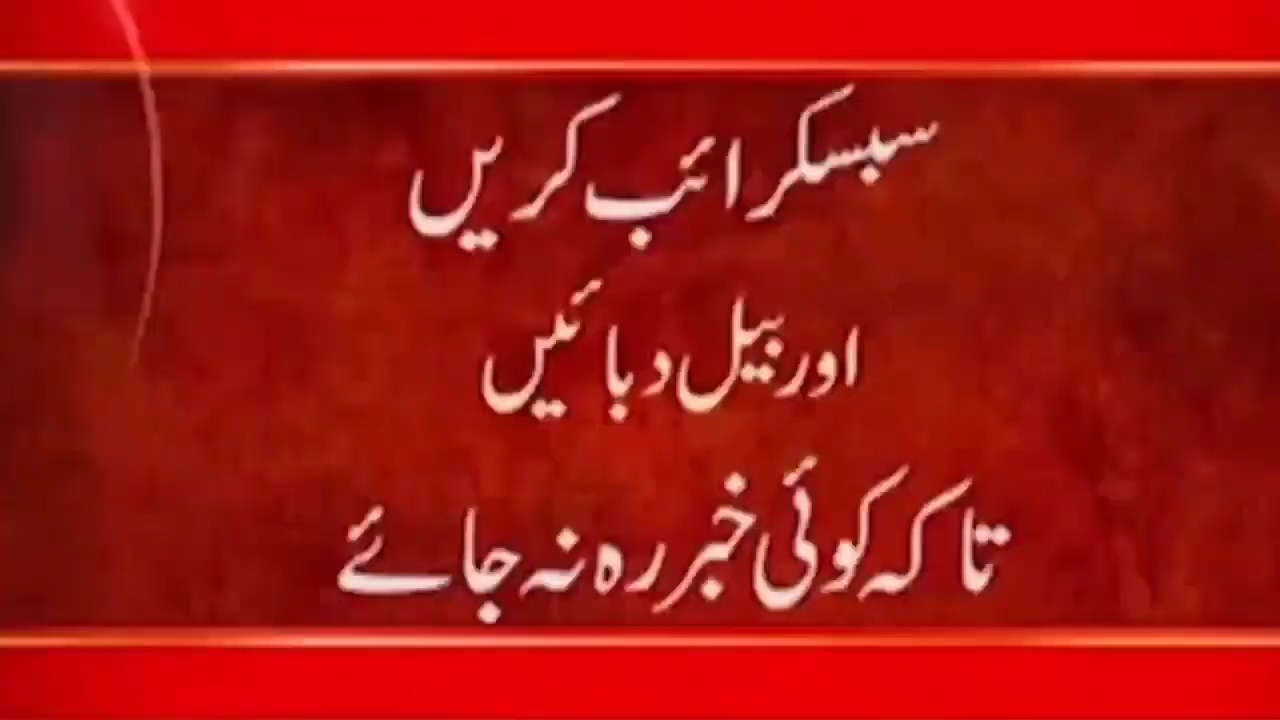 سبسکرائب کریں
اور بیل دبائیں
تاکہ کوئی خبر رہ نہ جائے